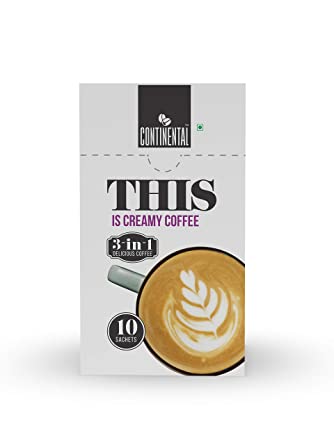 CONTINENTAL
THIS
IS CREAMY COFFEE
3-in-1
DELICIOUS COFFEE
10
SACHETS